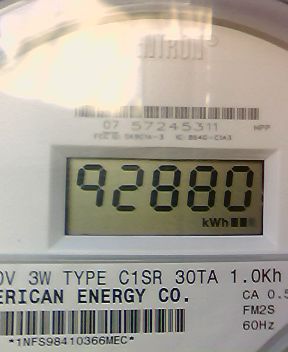 ITRON
07 57245311 NPP
92880
kWh
0V 3W TYPE C1SR 30TA 1.0Kh
ERICAN ENERGY CO. CA 0.5
FM2S
60Hz
*1NFS98410366MEC*